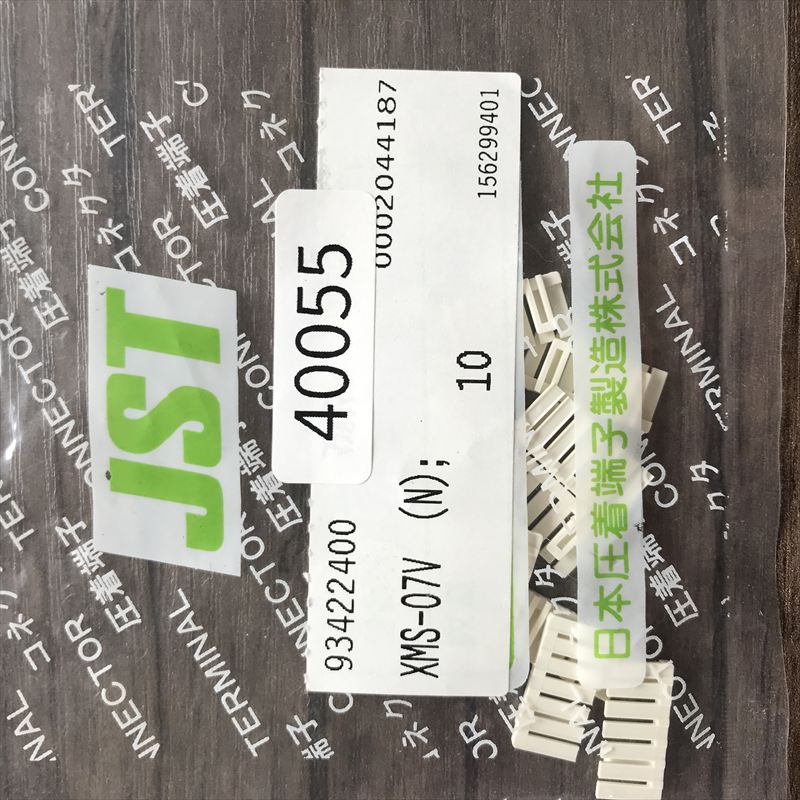 JST
40055
0002044187
93422400
156299401
XMS-07V (N);
10
日本圧着端子製造株式会社
TERMINAL コネクタ
CONNECTOR 圧着端子